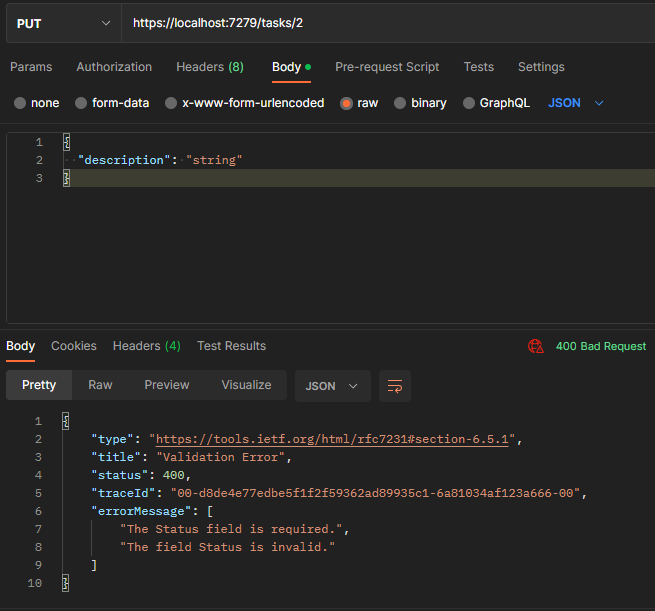 PUT https://localhost:7279/tasks/2
Params Authorization Headers (8) Body Pre-request Script Tests Settings
none form-data x-www-form-urlencoded raw binary GraphQL JSON
1 {
2 "description": "string"
3 }
Body Cookies Headers (4) Test Results 400 Bad Request
Pretty Raw Preview Visualize JSON
1 {
2 "type": "https://tools.ietf.org/html/rfc7231#section-6.5.1",
3 "title": "Validation Error",
4 "status": 400,
5 "traceId": "00-d8de4e77edbe5f1f2f59362ad89935c1-6a81034af123a666-00",
6 "errorMessage": [
7 "The Status field is required.",
8 "The field Status is invalid."
9 ]
10 }